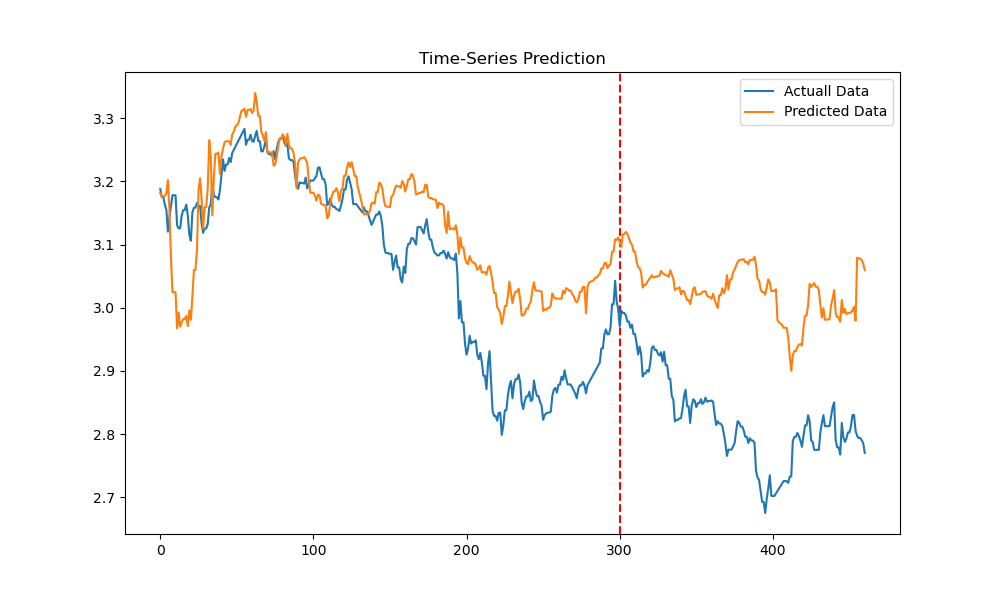 Time-Series Prediction
Actuall Data
Predicted Data
3.3
3.2
3.1
3.0
2.9
2.8
2.7
0 100 200 300 400